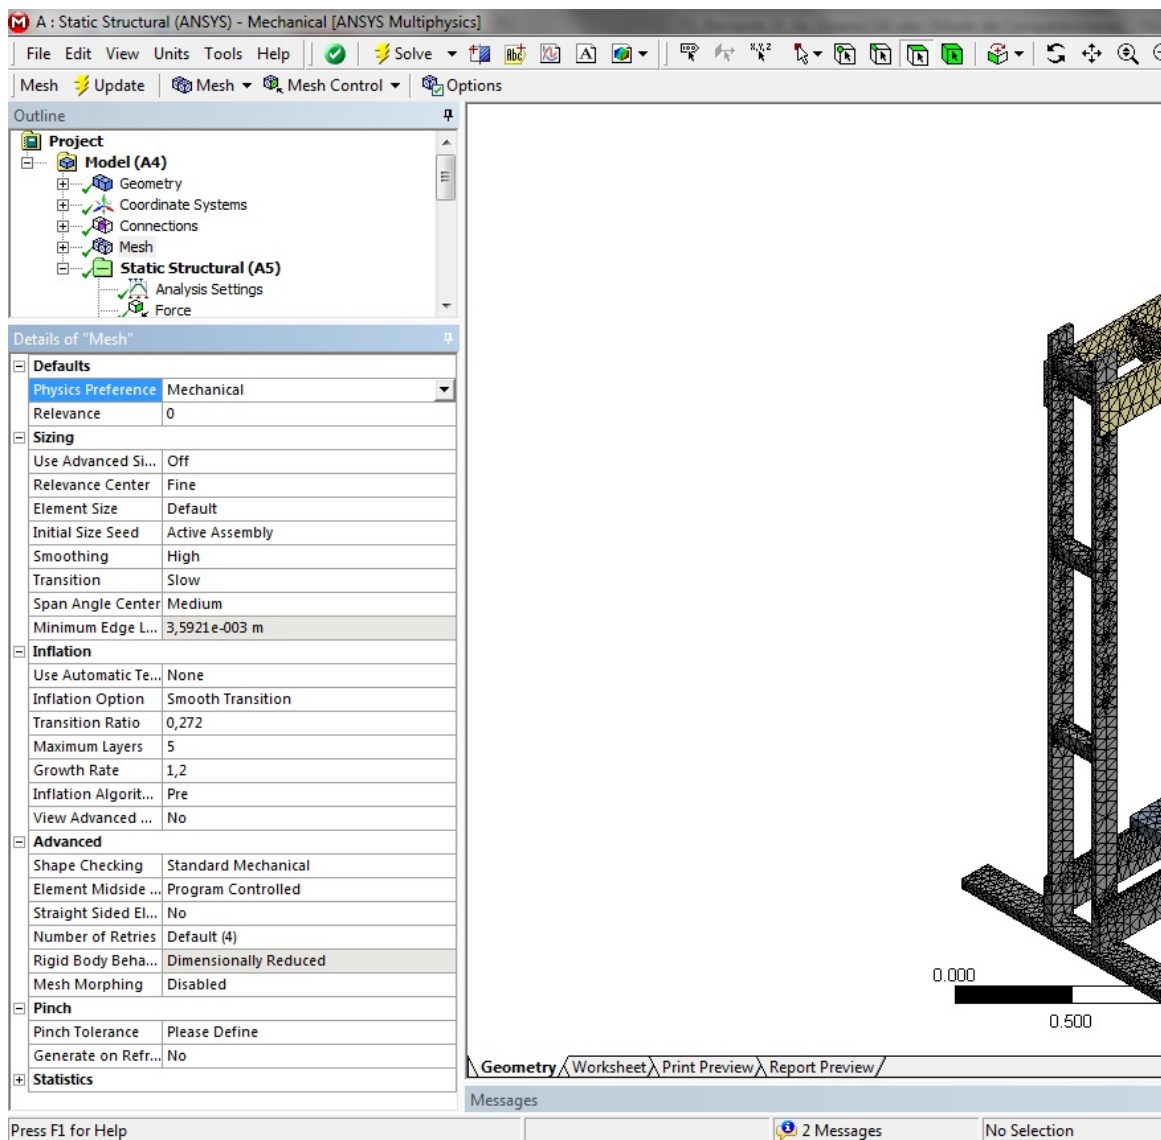 A : Static Structural (ANSYS) - Mechanical [ANSYS Multiphysics]
File Edit View Units Tools Help Solve Abc A x,y,z
Mesh Update Mesh Mesh Control Options
Outline
Project
Model (A4)
Geometry
Coordinate Systems
Connections
Mesh
Static Structural (A5)
Analysis Settings
Force
Details of "Mesh"
Defaults
Physics Preference Mechanical
Relevance 0
Sizing
Use Advanced Si... Off
Relevance Center Fine
Element Size Default
Initial Size Seed Active Assembly
Smoothing High
Transition Slow
Span Angle Center Medium
Minimum Edge L... 3,5921e-003 m
Inflation
Use Automatic Te... None
Inflation Option Smooth Transition
Transition Ratio 0,272
Maximum Layers 5
Growth Rate 1,2
Inflation Algorit... Pre
View Advanced ... No
Advanced
Shape Checking Standard Mechanical
Element Midside ... Program Controlled
Straight Sided El... No
Number of Retries Default (4)
Rigid Body Beha... Dimensionally Reduced
Mesh Morphing Disabled
Pinch
Pinch Tolerance Please Define
Generate on Refr... No
Statistics
0.000
0.500
Geometry Worksheet Print Preview Report Preview
Messages
Press F1 for Help 2 Messages No Selection